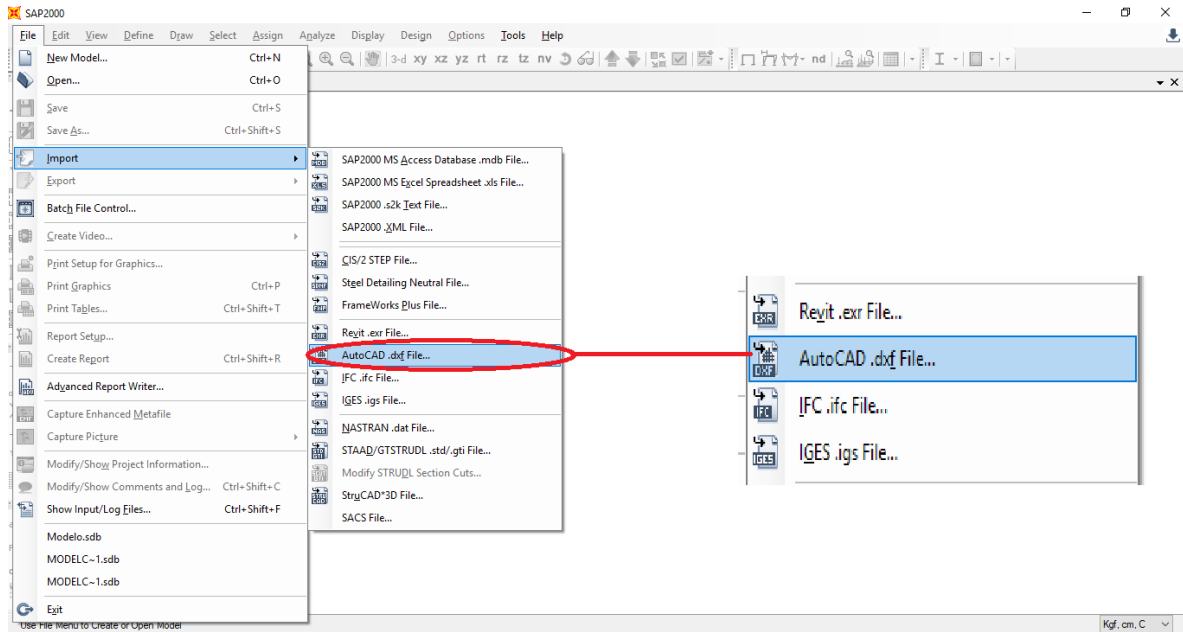 SAP2000
File Edit View Define Draw Select Assign Analyze Display Design Options Tools Help
3-d xy xz yz rt rz tz nv nd
New Model... Ctrl+N
Open... Ctrl+O
Save Ctrl+S
Save As... Ctrl+Shift+S
Import
Export
Batch File Control...
Create Video...
Print Setup for Graphics...
Print Graphics Ctrl+P
Print Tables... Ctrl+Shift+T
Report Setup...
Create Report Ctrl+Shift+R
Advanced Report Writer...
Capture Enhanced Metafile
Capture Picture
Modify/Show Project Information...
Modify/Show Comments and Log... Ctrl+Shift+C
Show Input/Log Files... Ctrl+Shift+F
Modelo.sdb
MODELC~1.sdb
MODELC~1.sdb
Exit
SAP2000 MS Access Database .mdb File...
SAP2000 MS Excel Spreadsheet .xls File...
SAP2000 .s2k Text File...
SAP2000 .XML File...
CIS/2 STEP File...
Steel Detailing Neutral File...
FrameWorks Plus File...
Revit .exr File...
AutoCAD .dxf File...
IFC .ifc File...
IGES .igs File...
NASTRAN .dat File...
STAAD/GTSTRUDL .std/.gti File...
Modify STRUDL Section Cuts...
StruCAD*3D File...
SACS File...
EXR Revit .exr File...
DXF AutoCAD .dxf File...
IFC IFC .ifc File...
IGES IGES .igs File...
Use File Menu to Create or Open Model
Kgf, cm, C